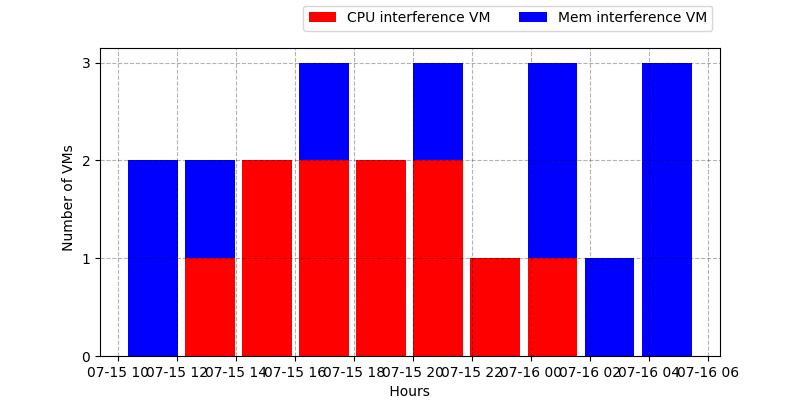 CPU interference VM Mem interference VM
3
2
1
0
Number of VMs
07-15 10 07-15 12 07-15 14 07-15 16 07-15 18 07-15 20 07-15 22 07-16 00 07-16 02 07-16 04 07-16 06
Hours